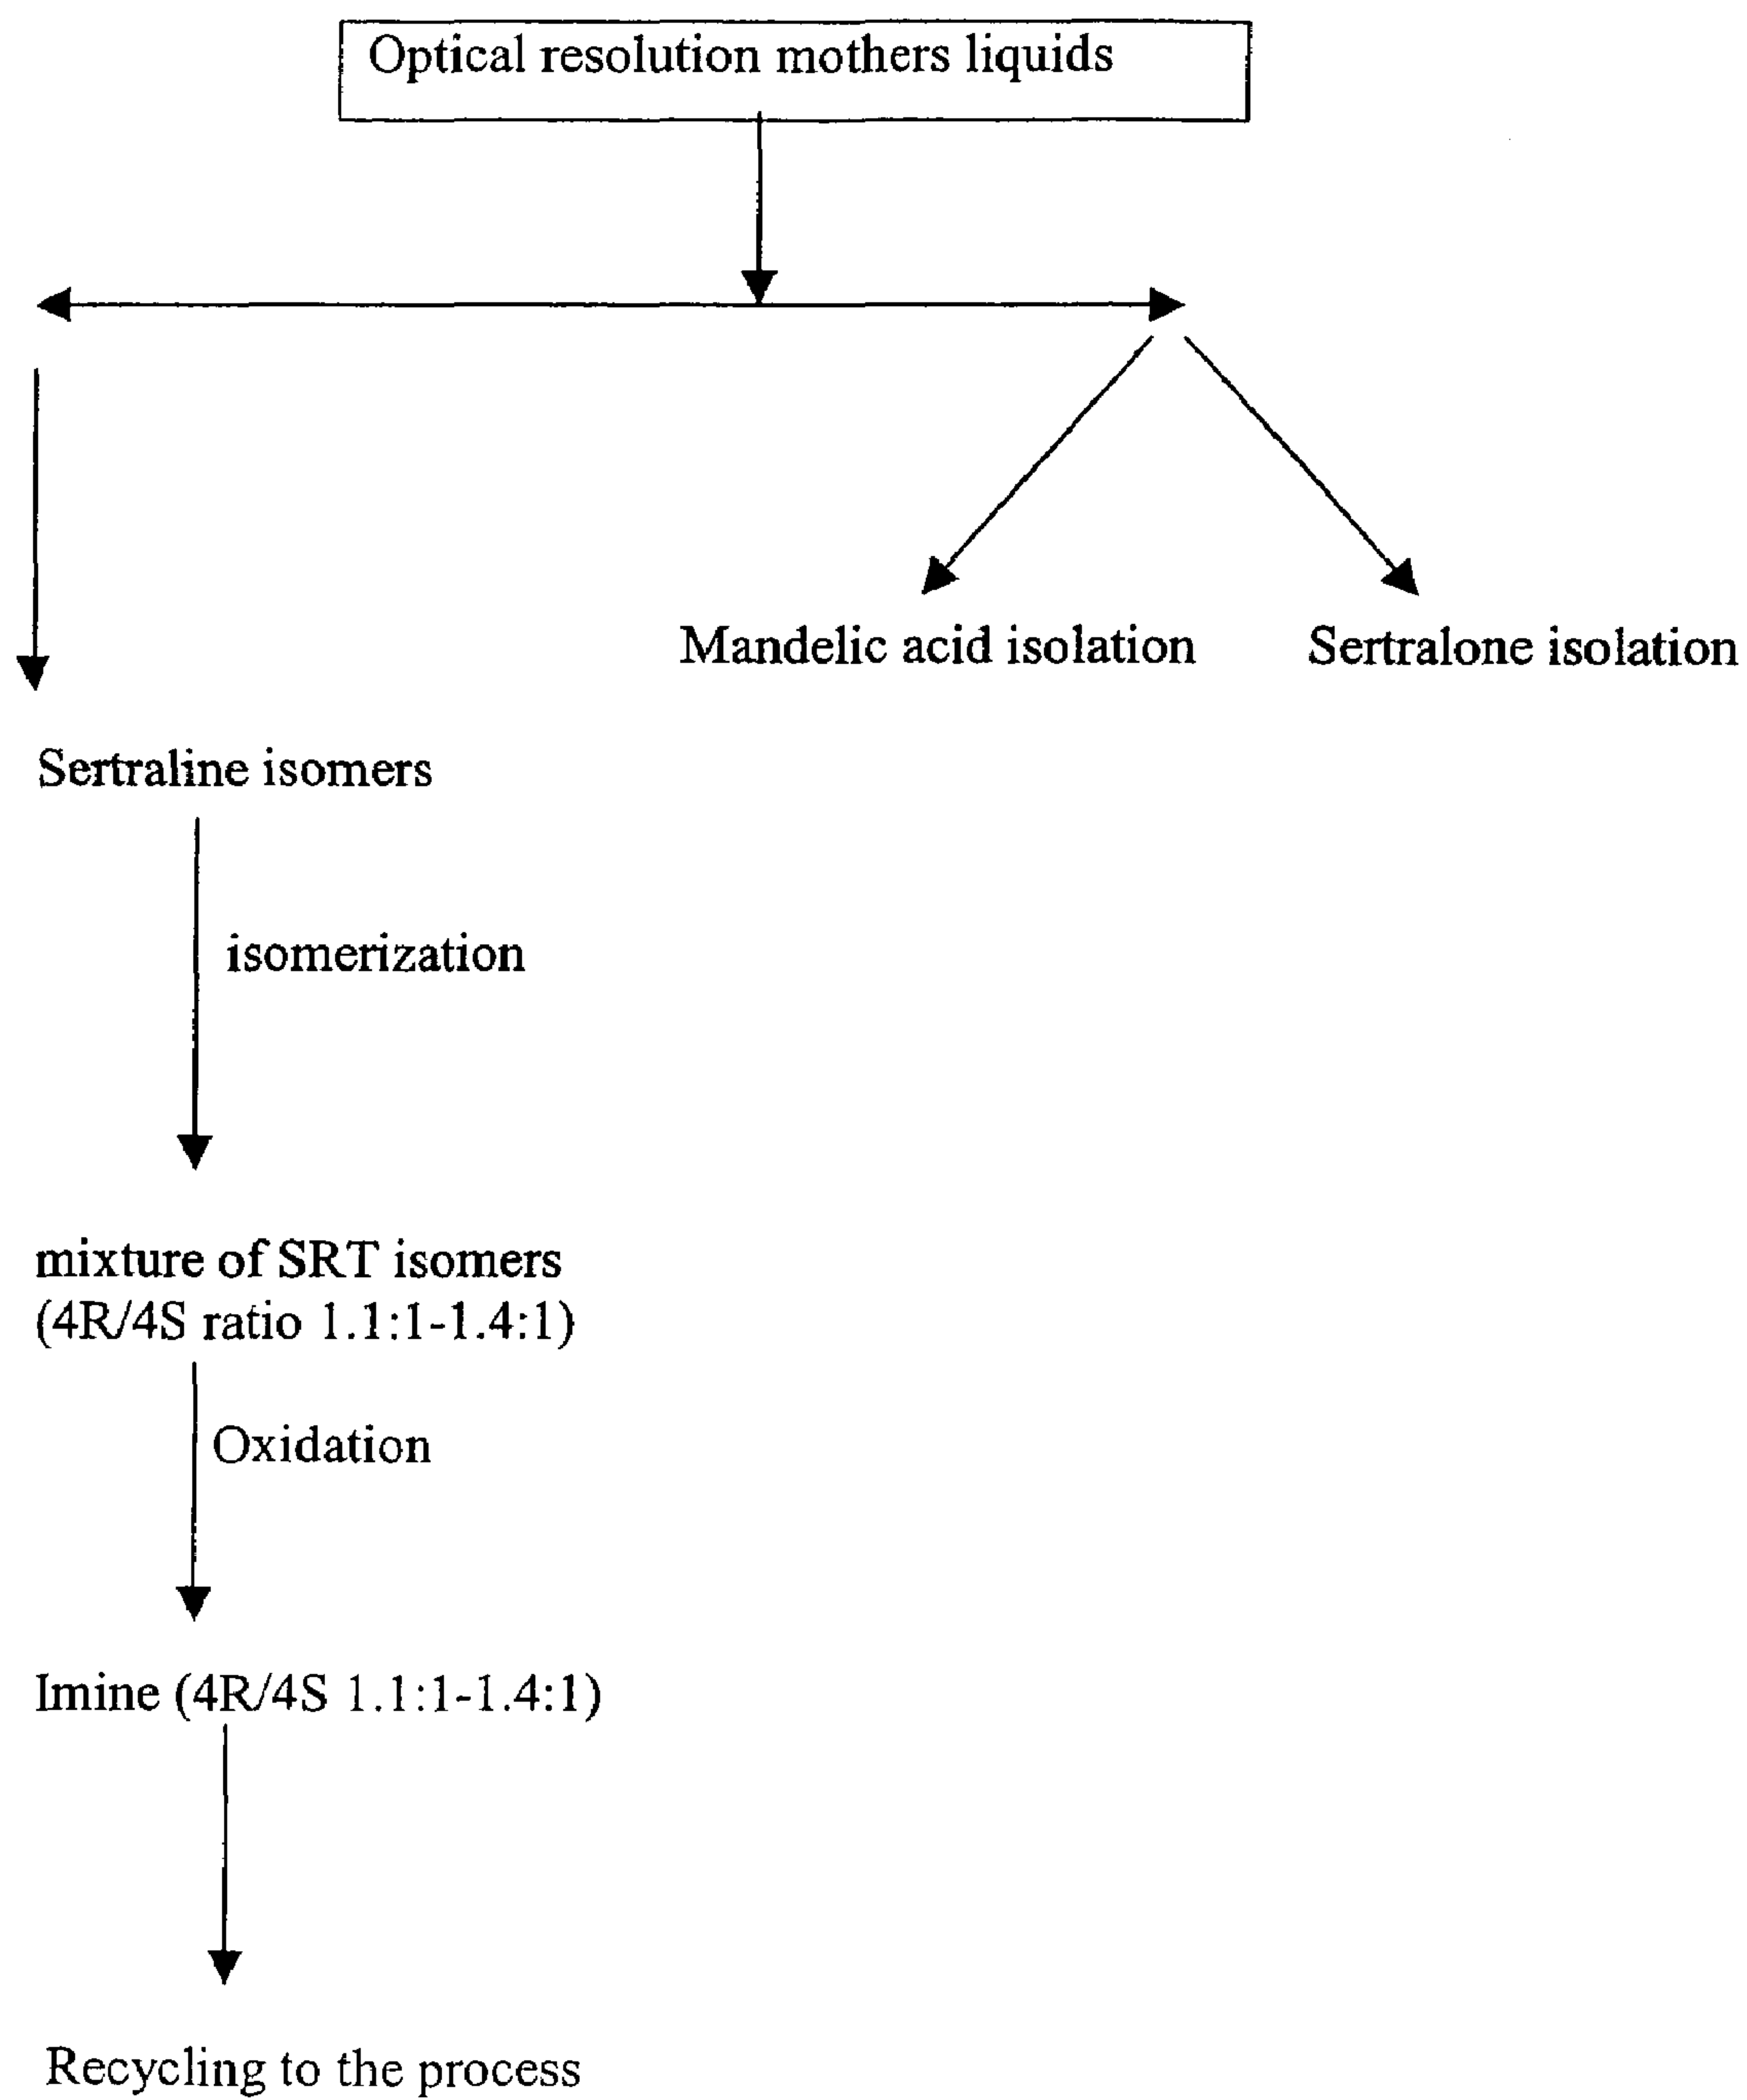 Optical resolution mothers liquids
Mandelic acid isolation
Sertralone isolation
Sertraline isomers
isomerization
mixture of SRT isomers
(4R/4S ratio 1.1:1-1.4:1)
Oxidation
Imine (4R/4S 1.1:1-1.4:1)
Recycling to the process